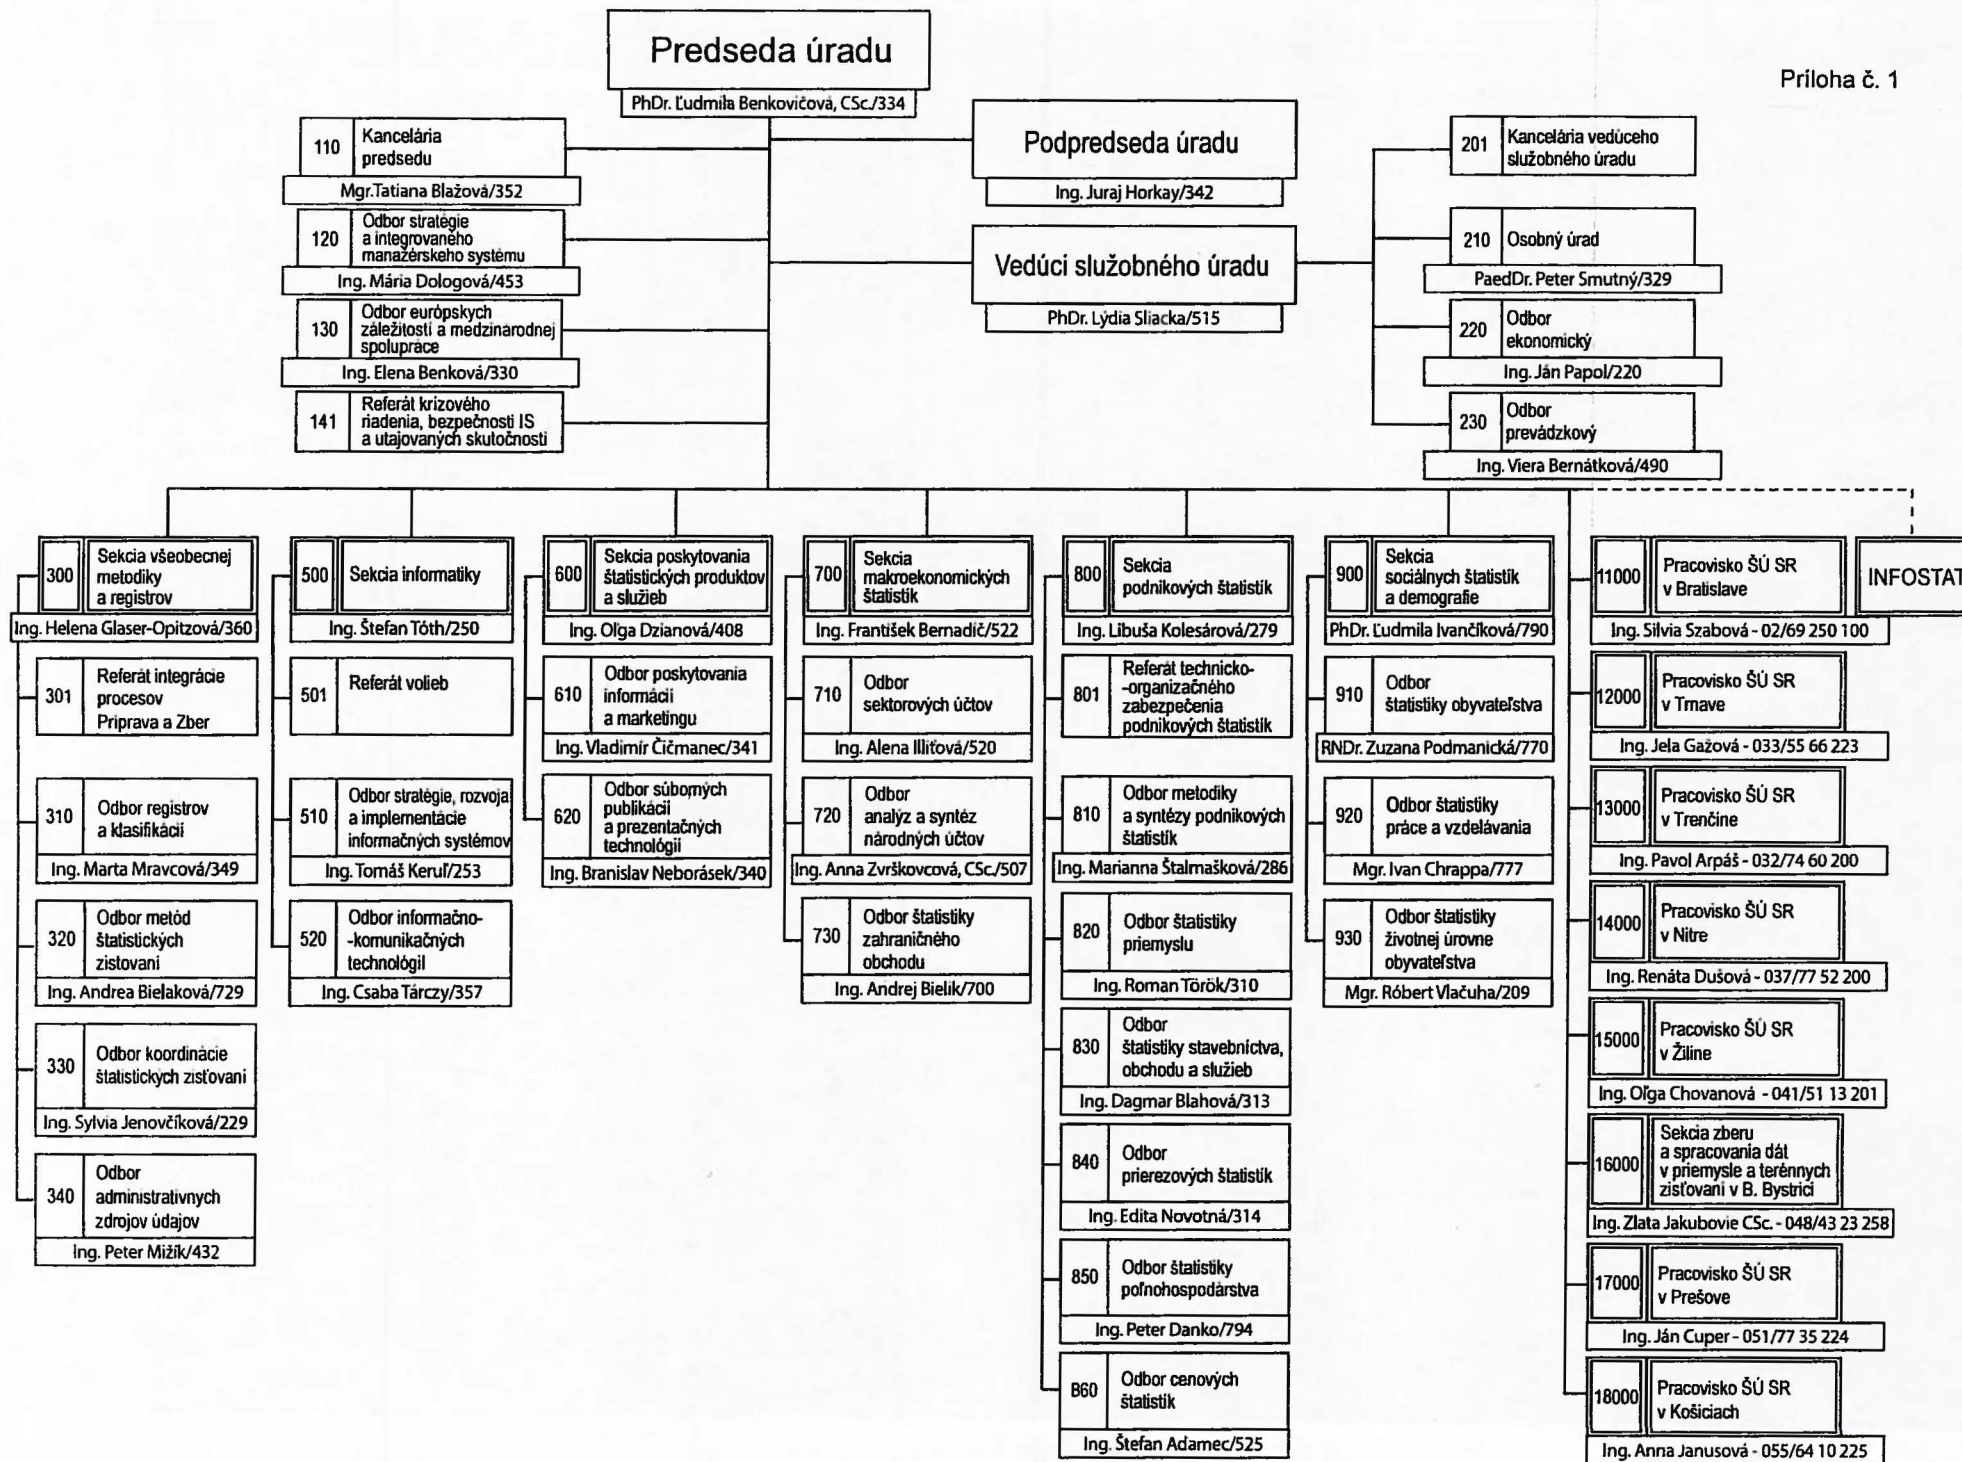 Predseda úradu
PhDr. Ľudmila Benkovičová, CSc./334
Príloha č. 1
110
Kancelária
predsedu
Mgr.Tatiana Blažová/352
120
Odbor stratégie
a integrovaného
manažérskeho systému
Ing. Mária Dologová/453
130
Odbor európskych
záležitostí a medzinárodnej
spolupráce
Ing. Elena Benková/330
141
Referát krízového
riadenia, bezpečnosti IS
a utajovaných skutočností
Podpredseda úradu
Ing. Juraj Horkay/342
Vedúci služobného úradu
PhDr. Lýdia Sliacka/515
201
Kancelária vedúceho
služobného úradu
210
Osobný úrad
PaedDr. Peter Smutný/329
220
Odbor
ekonomický
Ing. Ján Papol/220
230
Odbor
prevádzkový
Ing. Viera Bernátková/490
300
Sekcia všeobecnej
metodiky
a registrov
Ing. Helena Glaser-Opitzová/360
301
Referát integrácie
procesov
Príprava a Zber
310
Odbor registrov
a klasifikácií
Ing. Marta Mravcová/349
320
Odbor metód
štatistických
zisťovaní
Ing. Andrea Bielaková/729
330
Odbor koordinácie
štatistických zisťovaní
Ing. Sylvia Jenovčíková/229
340
Odbor
administratívnych
zdrojov údajov
Ing. Peter Mižík/432
500
Sekcia informatiky
Ing. Štefan Tóth/250
501
Referát volieb
510
Odbor stratégie, rozvoja
a implementácie
informačných systémov
Ing. Tomáš Keruľ/253
520
Odbor informačno-
-komunikačných
technológií
Ing. Csaba Tárczy/357
600
Sekcia poskytovania
štatistických produktov
a služieb
Ing. Oľga Dzianová/408
610
Odbor poskytovania
informácií
a marketingu
Ing. Vladimír Čičmanec/341
620
Odbor súborných
publikácií
a prezentačných
technológií
Ing. Branislav Neborásek/340
700
Sekcia
makroekonomických
štatistík
Ing. František Bernadič/522
710
Odbor
sektorových účtov
Ing. Alena Illiťová/520
720
Odbor
analýz a syntéz
národných účtov
Ing. Anna Zvrškovcová, CSc./507
730
Odbor štatistiky
zahraničného
obchodu
Ing. Andrej Bielik/700
800
Sekcia
podnikových štatistík
Ing. Libuša Kolesárová/279
801
Referát technicko-
-organizačného
zabezpečenia
podnikových štatistík
810
Odbor metodiky
a syntézy podnikových
štatistík
Ing. Marianna Štalmašková/286
820
Odbor štatistiky
priemyslu
Ing. Roman Török/310
830
Odbor
štatistiky stavebníctva,
obchodu a služieb
Ing. Dagmar Blahová/313
840
Odbor
prierezových štatistík
Ing. Edita Novotná/314
850
Odbor štatistiky
poľnohospodárstva
Ing. Peter Danko/794
B60
Odbor cenových
štatistík
Ing. Štefan Adamec/525
900
Sekcia
sociálnych štatistík
a demografie
PhDr. Ľudmila Ivančíková/790
910
Odbor
štatistiky obyvateľstva
RNDr. Zuzana Podmanická/770
920
Odbor štatistiky
práce a vzdelávania
Mgr. Ivan Chrappa/777
930
Odbor štatistiky
životnej úrovne
obyvateľstva
Mgr. Róbert Vlačuha/209
11000
Pracovisko ŠÚ SR
v Bratislave
Ing. Silvia Szabová - 02/69 250 100
12000
Pracovisko ŠÚ SR
v Trnave
Ing. Jela Gažová - 033/55 66 223
13000
Pracovisko ŠÚ SR
v Trenčíne
Ing. Pavol Arpáš - 032/74 60 200
14000
Pracovisko ŠÚ SR
v Nitre
Ing. Renáta Dušová - 037/77 52 200
15000
Pracovisko ŠÚ SR
v Žiline
Ing. Oľga Chovanová - 041/51 13 201
16000
Sekcia zberu
a spracovania dát
v priemysle a terénnych
zisťovaní v B. Bystrici
Ing. Zlata Jakubovie CSc. - 048/43 23 258
17000
Pracovisko ŠÚ SR
v Prešove
Ing. Ján Cuper - 051/77 35 224
18000
Pracovisko ŠÚ SR
v Košiciach
Ing. Anna Janusová - 055/64 10 225
INFOSTAT